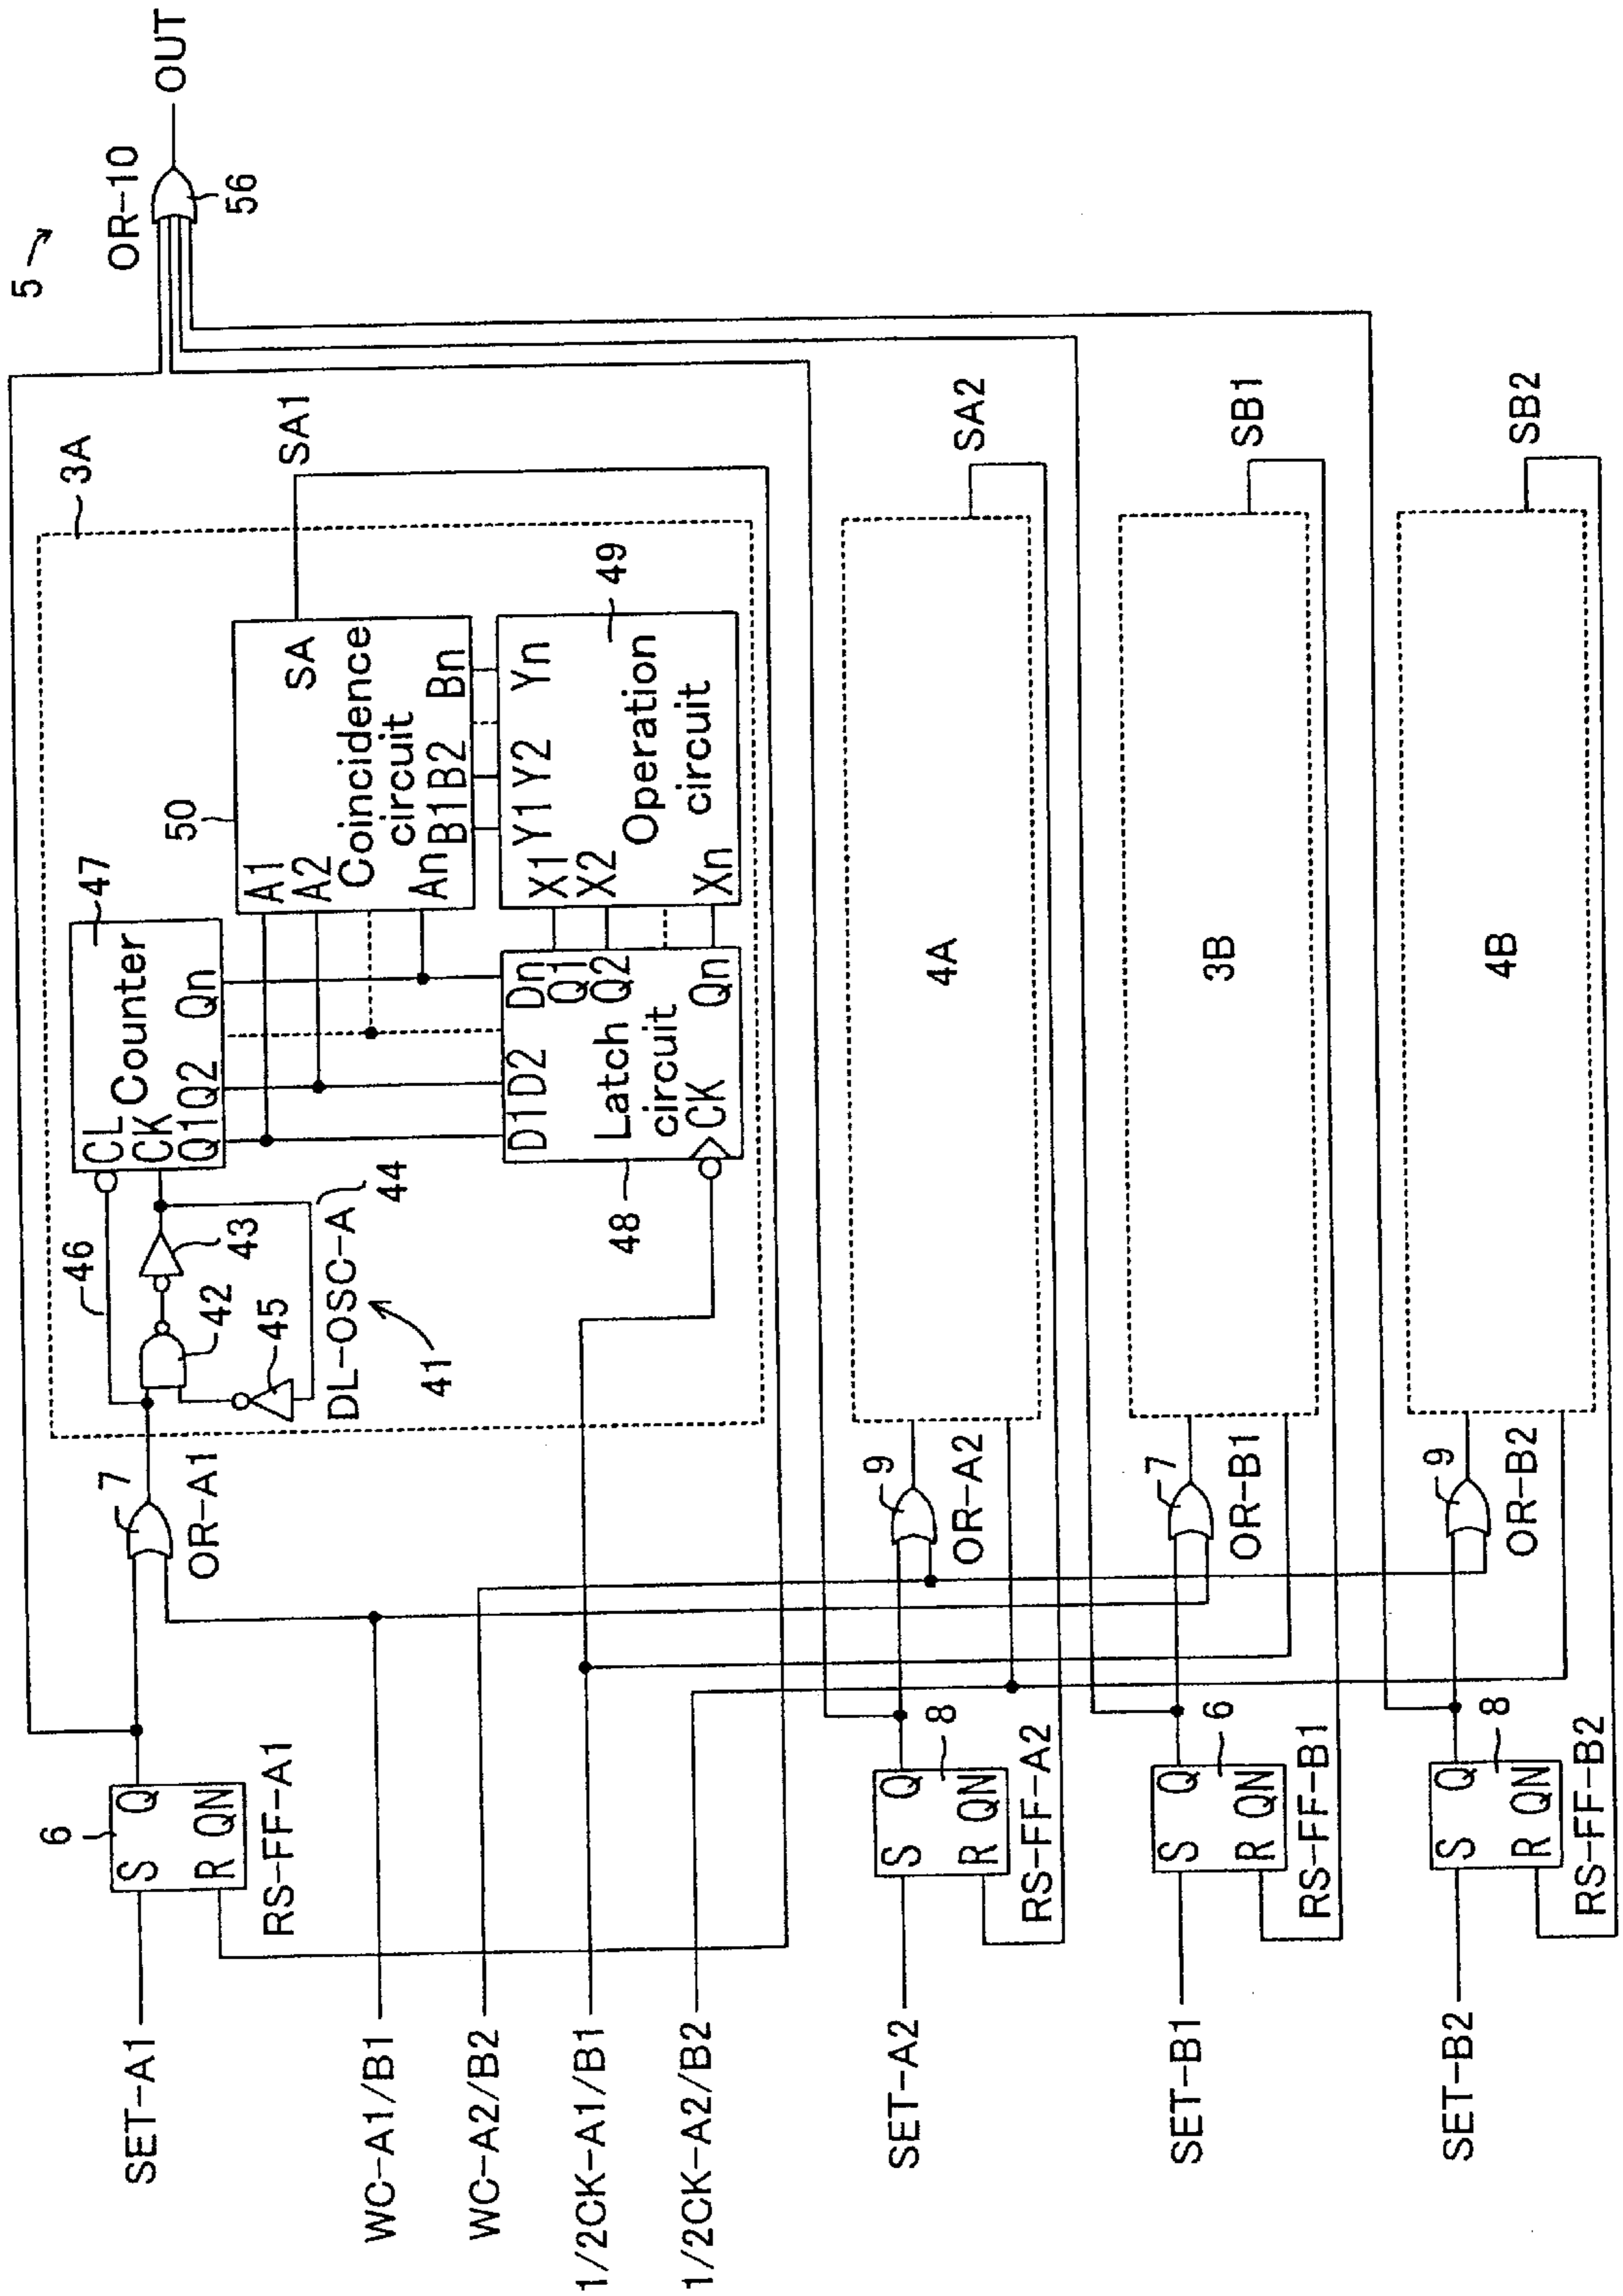 5
OR-10
56
OUT
3A
SA1
47
CL
CK
Counter
Q1Q2 Qn
46
43
42
45
DL-OSC-A
44
41
50
A1
A2
An
SA
Coincidence
circuit
B1B2 Bn
49
Y1Y2 Yn
X1
X2
Xn
Operation
circuit
48
D1D2 Dn
Q1
Q2
Qn
Latch
circuit
CK
7
OR-A1
6
S Q
R QN
RS-FF-A1
SET-A1
WC-A1/B1
WC-A2/B2
1/2CK-A1/B1
1/2CK-A2/B2
SET-A2
S Q
R QN
8
RS-FF-A2
9
OR-A2
4A
SA2
SET-B1
S Q
R QN
6
RS-FF-B1
7
OR-B1
3B
SB1
SET-B2
S Q
R QN
8
RS-FF-B2
9
OR-B2
4B
SB2